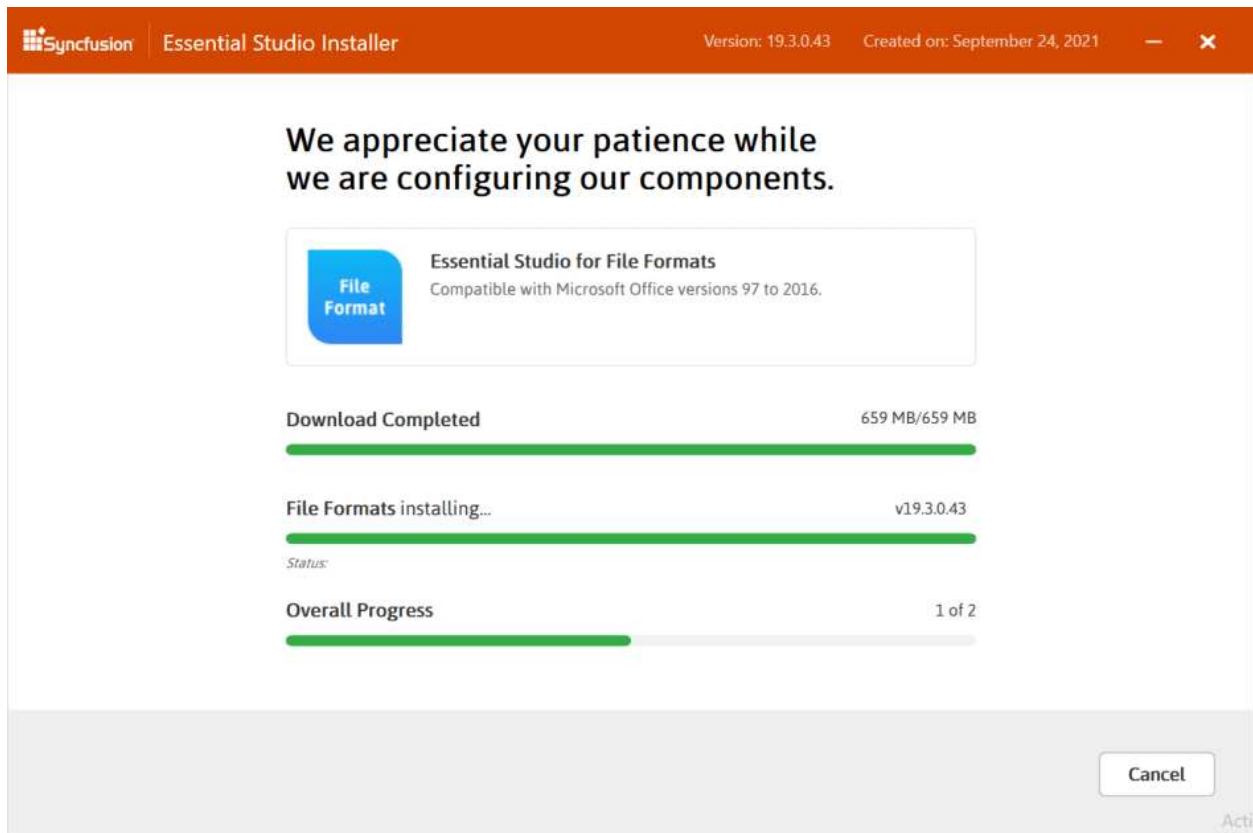 Syncfusion
Essential Studio Installer
Version: 19.3.0.43
Created on: September 24, 2021
We appreciate your patience while
we are configuring our components.
File
Format
Essential Studio for File Formats
Compatible with Microsoft Office versions 97 to 2016.
Download Completed
659 MB/659 MB
File Formats installing...
v19.3.0.43
Status:
Overall Progress
1 of 2
Cancel
Acti